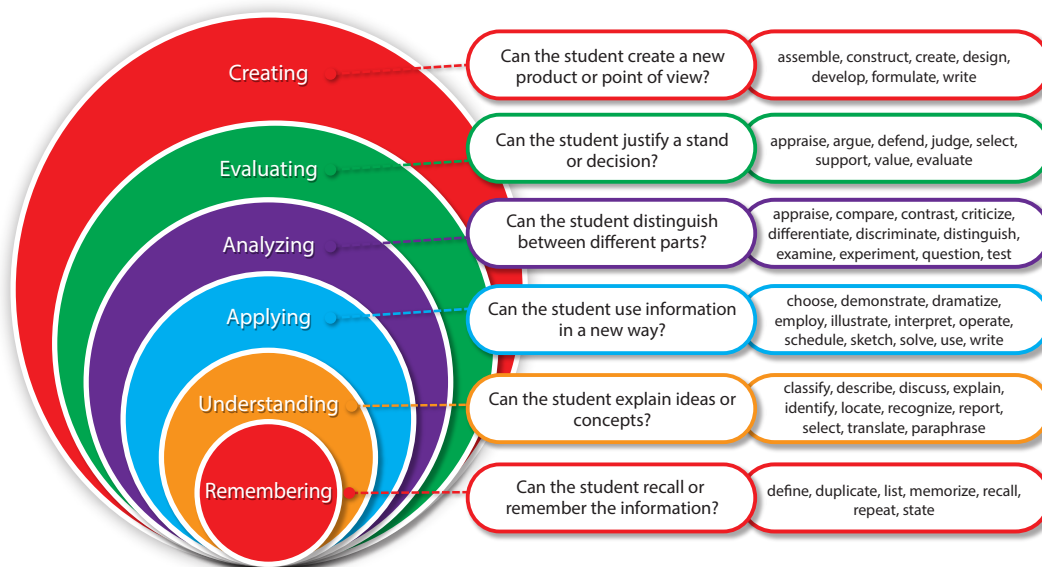 Creating
Can the student create a new
product or point of view?
assemble, construct, create, design,
develop, formulate, write
Evaluating
Can the student justify a stand
or decision?
appraise, argue, defend, judge, select,
support, value, evaluate
Analyzing
Can the student distinguish
between different parts?
appraise, compare, contrast, criticize,
differentiate, discriminate, distinguish,
examine, experiment, question, test
Applying
Can the student use information
in a new way?
choose, demonstrate, dramatize,
employ, illustrate, interpret, operate,
schedule, sketch, solve, use, write
Understanding
Can the student explain ideas or
concepts?
classify, describe, discuss, explain,
identify, locate, recognize, report,
select, translate, paraphrase
Remembering
Can the student recall or
remember the information?
define, duplicate, list, memorize, recall,
repeat, state